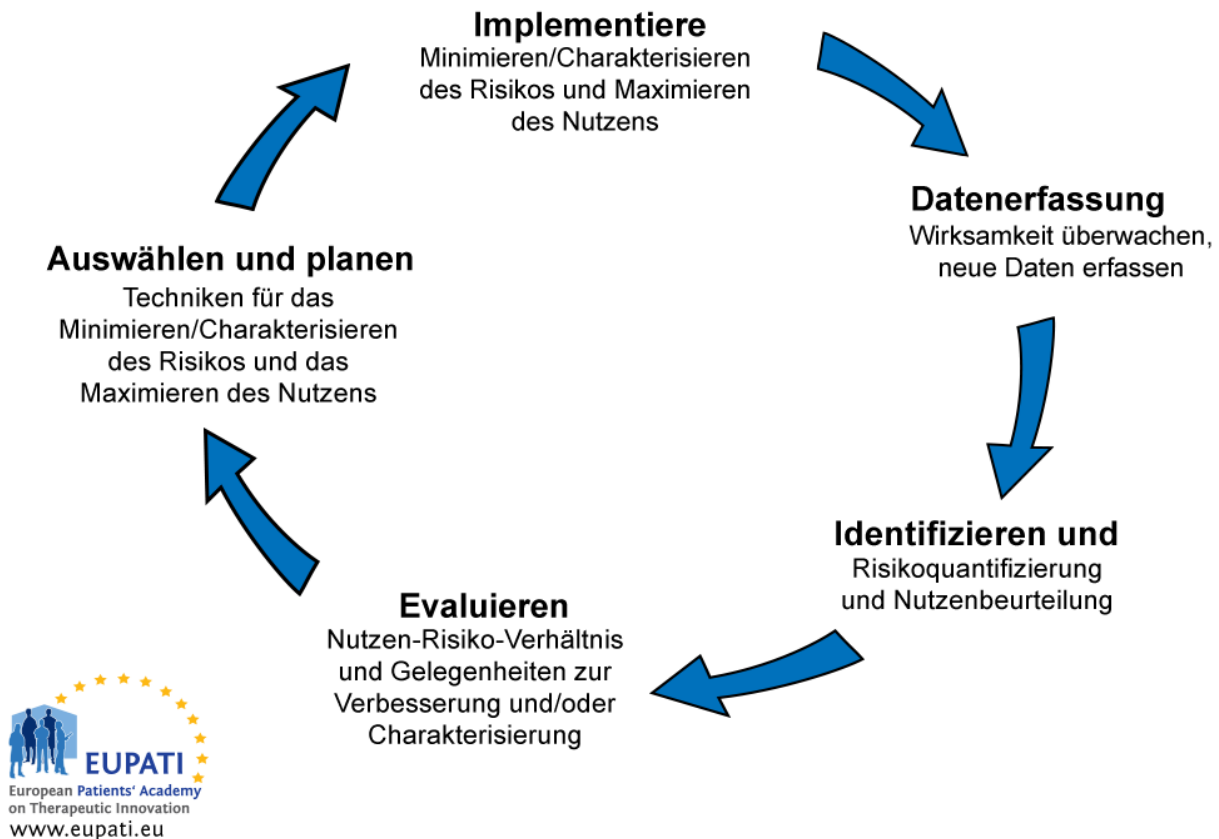 Implementiere
Minimieren/Charakterisieren
des Risikos und Maximieren
des Nutzens
Datenerfassung
Wirksamkeit überwachen,
neue Daten erfassen
Identifizieren und
Risikoquantifizierung
und Nutzenbeurteilung
Evaluieren
Nutzen-Risiko-Verhältnis
und Gelegenheiten zur
Verbesserung und/oder
Charakterisierung
Auswählen und planen
Techniken für das
Minimieren/Charakterisieren
des Risikos und das
Maximieren des Nutzens
EUPATI
European Patients' Academy
on Therapeutic Innovation
www.eupati.eu